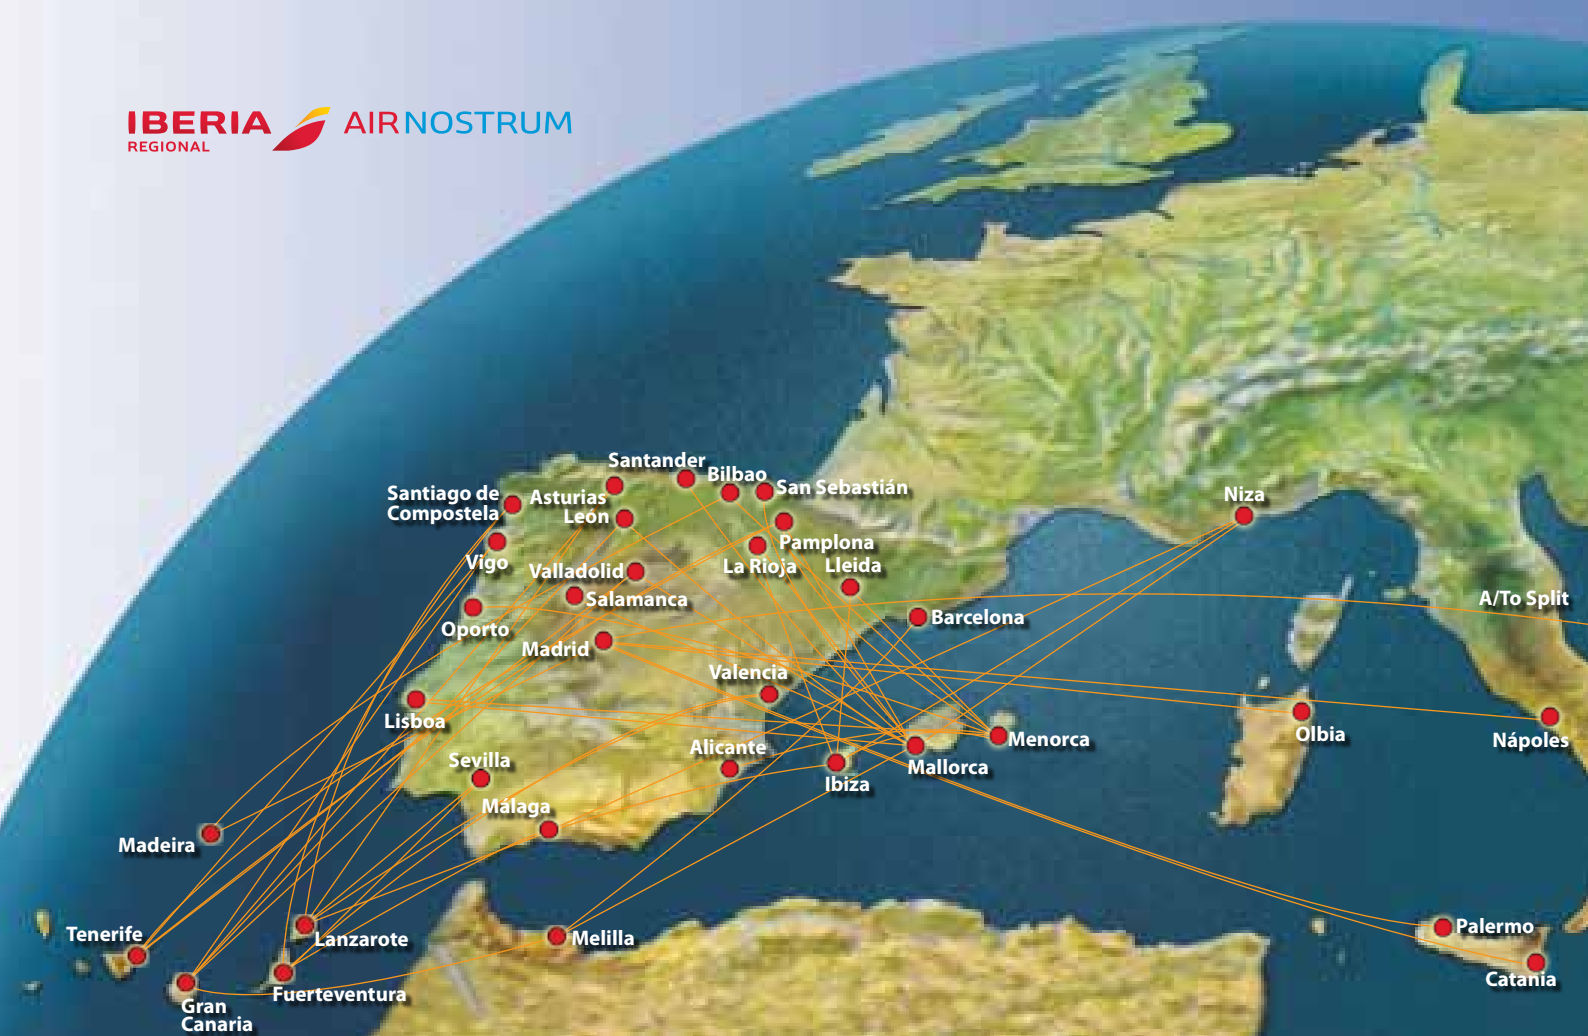 IBERIA
REGIONAL
AIRNOSTRUM
Santander
Bilbao
San Sebastián
Santiago de
Compostela
Asturias
León
Niza
Pamplona
Vigo
Valladolid
La Rioja
Lleida
Salamanca
A/To Split
Oporto
Barcelona
Madrid
Valencia
Lisboa
Alicante
Menorca
Olbia
Nápoles
Sevilla
Mallorca
Ibiza
Málaga
Madeira
Tenerife
Lanzarote
Melilla
Palermo
Catania
Fuerteventura
Gran
Canaria